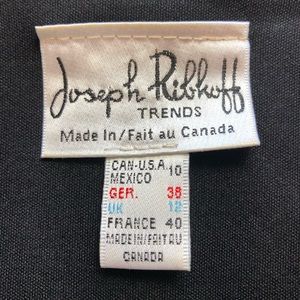 Joseph Ribkoff
TRENDS
Made In/Fait au Canada
CAN-U.S.A. 10
MEXICO
GER. 38
UK 12
FRANCE 40
MADE IN/FAIT AU
CANADA